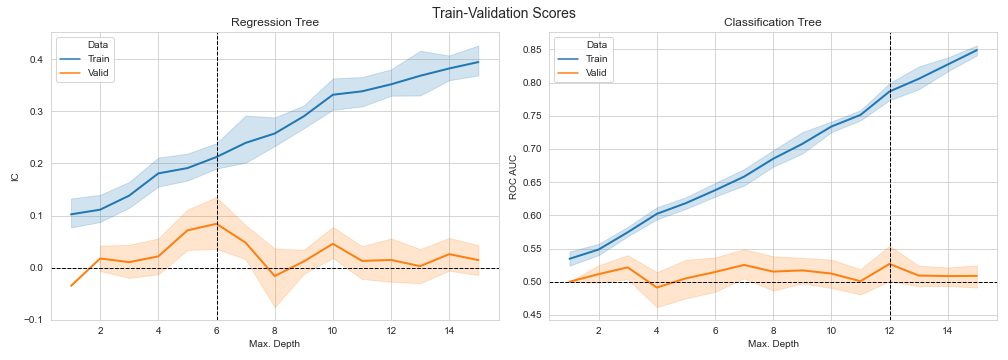 Train-Validation Scores
Regression Tree
Data
Train
Valid
IC
0.4
0.3
0.2
0.1
0.0
−0.1
2 4 6 8 10 12 14
Max. Depth
Classification Tree
Data
Train
Valid
ROC AUC
0.85
0.80
0.75
0.70
0.65
0.60
0.55
0.50
0.45
2 4 6 8 10 12 14
Max. Depth